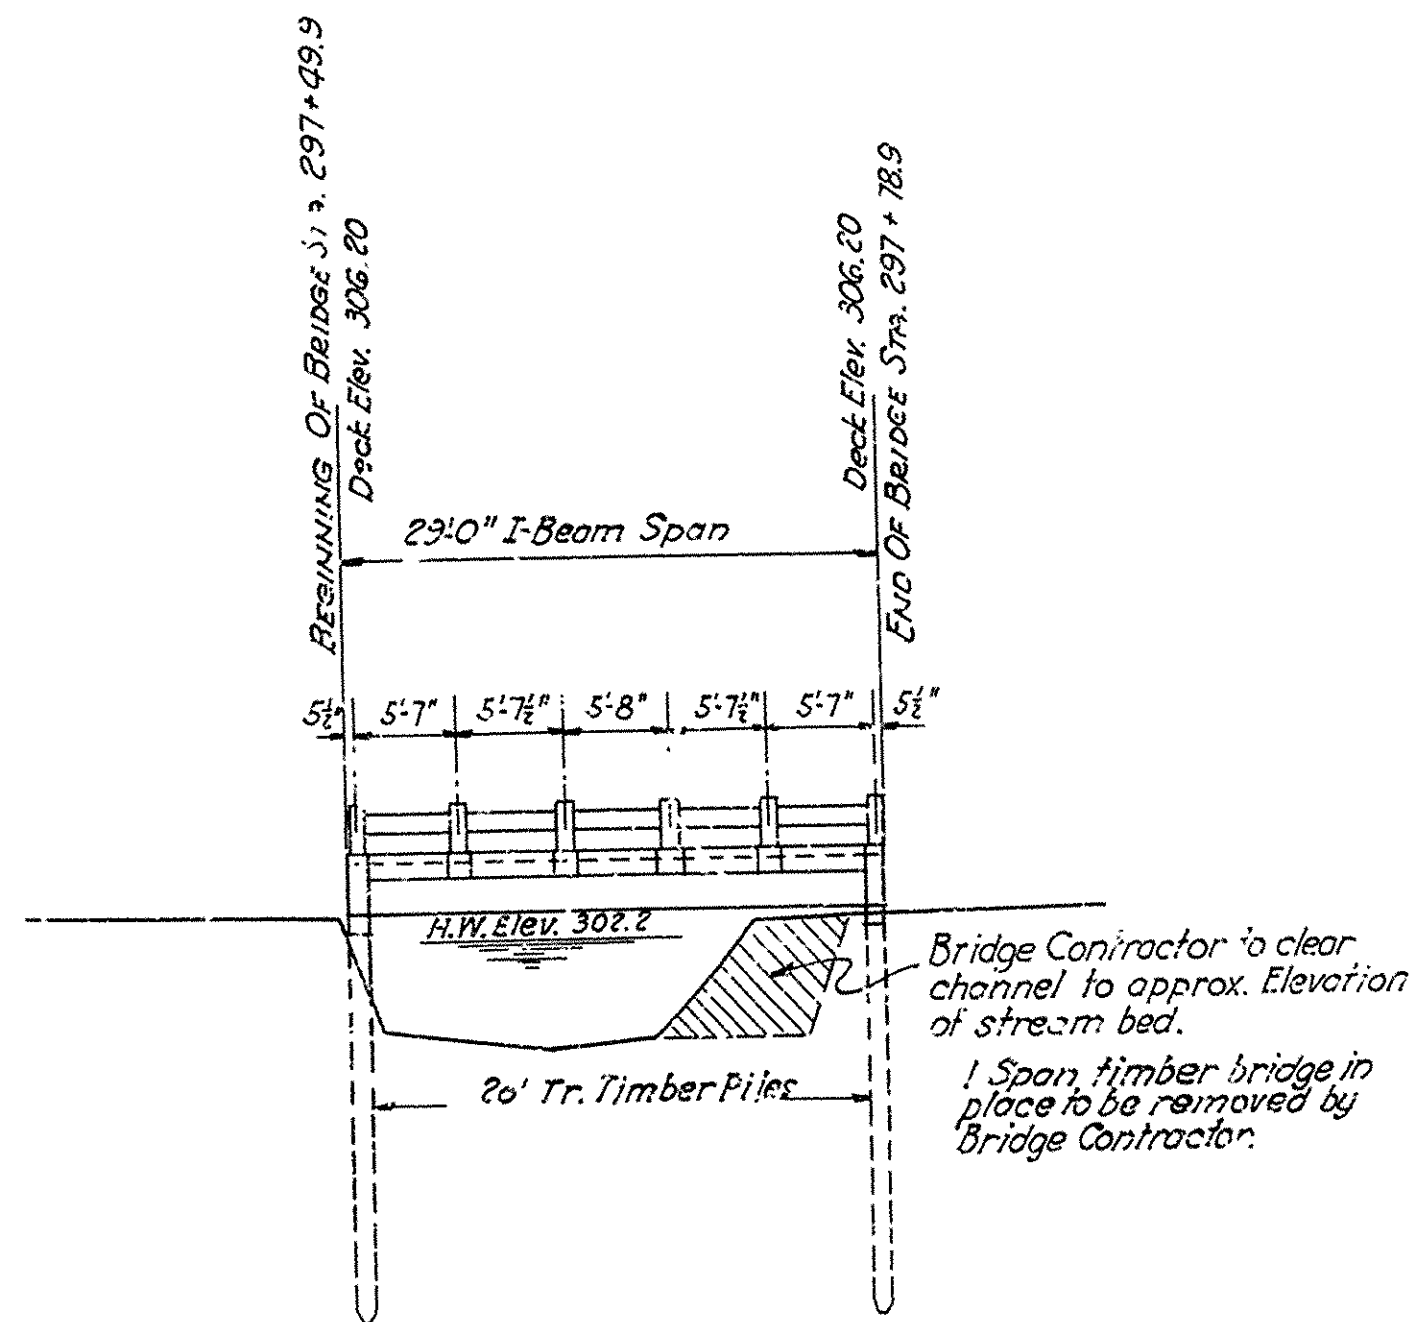 BEGINNING OF BRIDGE Sta. 297+49.9
Deck Elev. 306.20
Deck Elev. 306.20
END OF BRIDGE STA. 297+78.9
29'-0" I-Beam Span
5½" 5'-7" 5'-7½" 5'-8" 5'-7½" 5'-7" 5½"
H.W. Elev. 302.2
Bridge Contractor to clear
channel to approx. Elevation
of stream bed.
20' Tr. Timber Piles
1 Span timber bridge in
place to be removed by
Bridge Contractor.